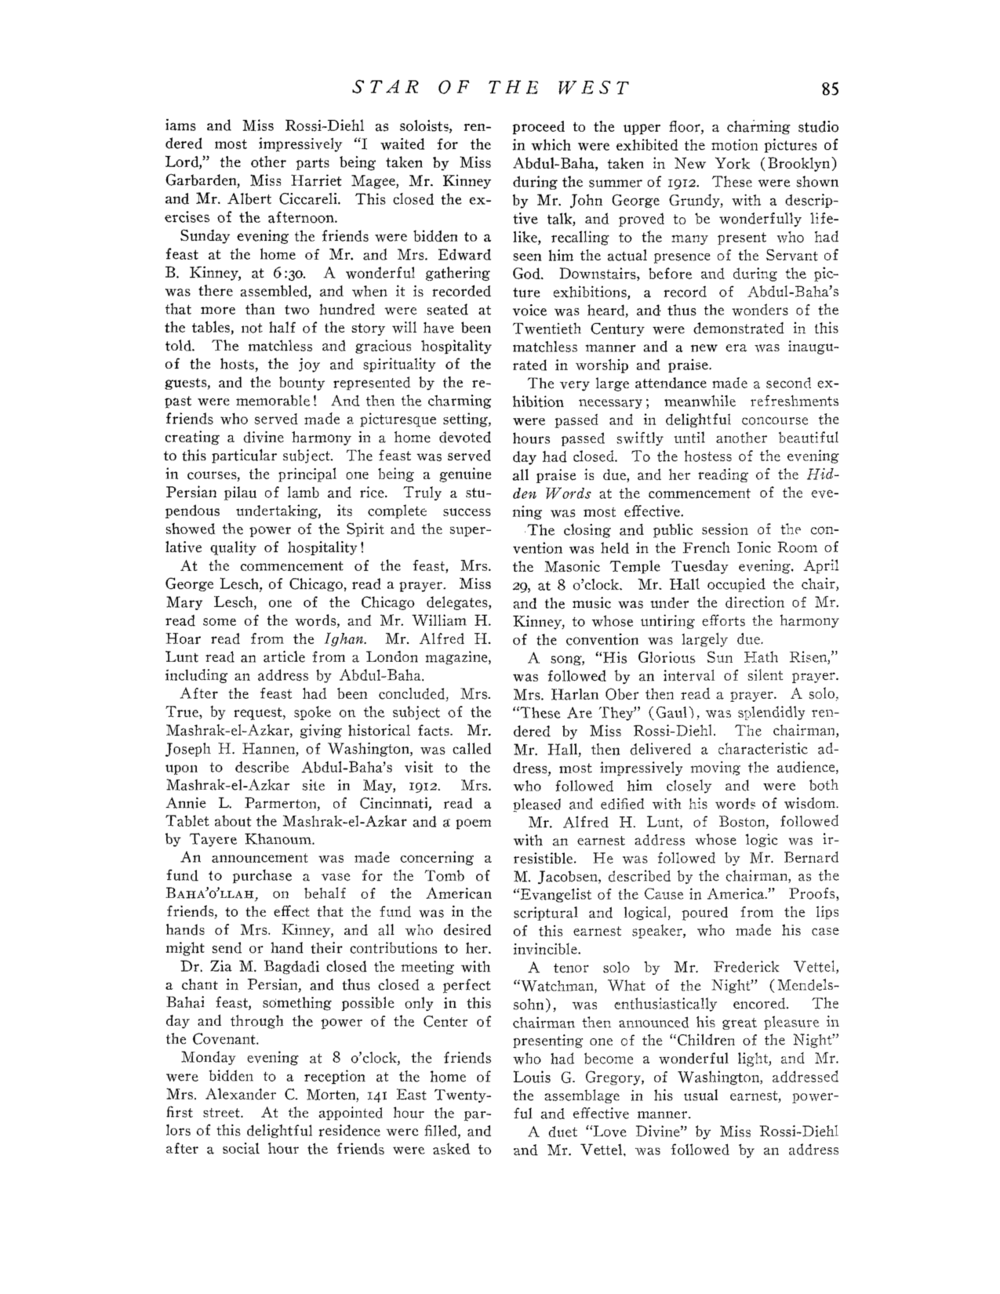 STAR OF THE WEST 85
iams and Miss Rossi-Diehl as soloists, ren-
dered most impressively "I waited for the
Lord," the other parts being taken by Miss
Garbarden, Miss Harriet Magee, Mr. Kinney
and Mr. Albert Ciccareli. This closed the ex-
ercises of the afternoon.
Sunday evening the friends were bidden to a
feast at the home of Mr. and Mrs. Edward
B. Kinney, at 6:30. A wonderful gathering
was there assembled, and when it is recorded
that more than two hundred were seated at
the tables, not half of the story will have been
told. The matchless and gracious hospitality
of the hosts, the joy and spirituality of the
guests, and the bounty represented by the re-
past were memorable! And then the charming
friends who served made a picturesque setting,
creating a divine harmony in a home devoted
to this particular subject. The feast was served
in courses, the principal one being a genuine
Persian pilau of lamb and rice. Truly a stu-
pendous undertaking, its complete success
showed the power of the Spirit and the super-
lative quality of hospitality!
At the commencement of the feast, Mrs.
George Lesch, of Chicago, read a prayer. Miss
Mary Lesch, one of the Chicago delegates,
read some of the words, and Mr. William H.
Hoar read from the Ighan. Mr. Alfred H.
Lunt read an article from a London magazine,
including an address by Abdul-Baha.
After the feast had been concluded, Mrs.
True, by request, spoke on the subject of the
Mashrak-el-Azkar, giving historical facts. Mr.
Joseph H. Hannen, of Washington, was called
upon to describe Abdul-Baha's visit to the
Mashrak-el-Azkar site in May, 1912. Mrs.
Annie L. Parmerton, of Cincinnati, read a
Tablet about the Mashrak-el-Azkar and a poem
by Tayere Khanoum.
An announcement was made concerning a
fund to purchase a vase for the Tomb of
BAHA'O'LLAH, on behalf of the American
friends, to the effect that the fund was in the
hands of Mrs. Kinney, and all who desired
might send or hand their contributions to her.
Dr. Zia M. Bagdadi closed the meeting with
a chant in Persian, and thus closed a perfect
Bahai feast, something possible only in this
day and through the power of the Center of
the Covenant.
Monday evening at 8 o'clock, the friends
were bidden to a reception at the home of
Mrs. Alexander C. Morten, 141 East Twenty-
first street. At the appointed hour the par-
lors of this delightful residence were filled, and
after a social hour the friends were asked to
proceed to the upper floor, a charming studio
in which were exhibited the motion pictures of
Abdul-Baha, taken in New York (Brooklyn)
during the summer of 1912. These were shown
by Mr. John George Grundy, with a descrip-
tive talk, and proved to be wonderfully life-
like, recalling to the many present who had
seen him the actual presence of the Servant of
God. Downstairs, before and during the pic-
ture exhibitions, a record of Abdul-Baha's
voice was heard, and thus the wonders of the
Twentieth Century were demonstrated in this
matchless manner and a new era was inaugu-
rated in worship and praise.
The very large attendance made a second ex-
hibition necessary; meanwhile refreshments
were passed and in delightful concourse the
hours passed swiftly until another beautiful
day had closed. To the hostess of the evening
all praise is due, and her reading of the Hid-
den Words at the commencement of the eve-
ning was most effective.
The closing and public session of the con-
vention was held in the French Ionic Room of
the Masonic Temple Tuesday evening, April
29, at 8 o'clock. Mr. Hall occupied the chair,
and the music was under the direction of Mr.
Kinney, to whose untiring efforts the harmony
of the convention was largely due.
A song, "His Glorious Sun Hath Risen,"
was followed by an interval of silent prayer.
Mrs. Harlan Ober then read a prayer. A solo,
"These Are They" (Gaul), was splendidly ren-
dered by Miss Rossi-Diehl. The chairman,
Mr. Hall, then delivered a characteristic ad-
dress, most impressively moving the audience,
who followed him closely and were both
pleased and edified with his words of wisdom.
Mr. Alfred H. Lunt, of Boston, followed
with an earnest address whose logic was ir-
resistible. He was followed by Mr. Bernard
M. Jacobsen, described by the chairman, as the
"Evangelist of the Cause in America." Proofs,
scriptural and logical, poured from the lips
of this earnest speaker, who made his case
invincible.
A tenor solo by Mr. Frederick Vettel,
"Watchman, What of the Night" (Mendels-
sohn), was enthusiastically encored. The
chairman then announced his great pleasure in
presenting one of the "Children of the Night"
who had become a wonderful light, and Mr.
Louis G. Gregory, of Washington, addressed
the assemblage in his usual earnest, power-
ful and effective manner.
A duet "Love Divine" by Miss Rossi-Diehl
and Mr. Vettel, was followed by an address